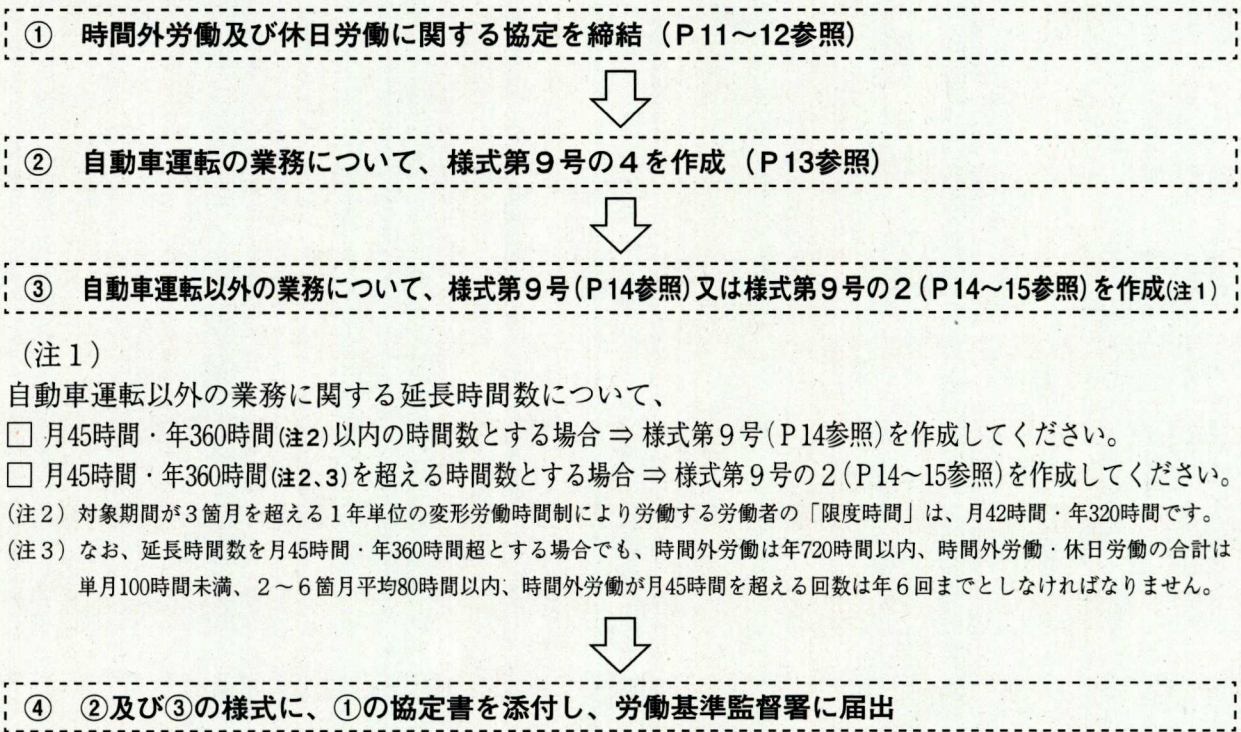 ① 時間外労働及び休日労働に関する協定を締結（P11～12参照）
② 自動車運転の業務について、様式第９号の４を作成（P13参照）
③ 自動車運転以外の業務について、様式第９号(P14参照)又は様式第９号の２(P14～15参照)を作成(注1)
（注１）
自動車運転以外の業務に関する延長時間数について、
□ 月45時間・年360時間(注2)以内の時間数とする場合 ⇒ 様式第９号(P14参照)を作成してください。
□ 月45時間・年360時間(注2、3)を超える時間数とする場合 ⇒ 様式第９号の２(P14～15参照)を作成してください。
(注２) 対象期間が３箇月を超える１年単位の変形労働時間制により労働する労働者の「限度時間」は、月42時間・年320時間です。
(注３) なお、延長時間数を月45時間・年360時間超とする場合でも、時間外労働は年720時間以内、時間外労働・休日労働の合計は
単月100時間未満、２～６箇月平均80時間以内、時間外労働が月45時間を超える回数は年６回までとしなければなりません。
④ ②及び③の様式に、①の協定書を添付し、労働基準監督署に届出